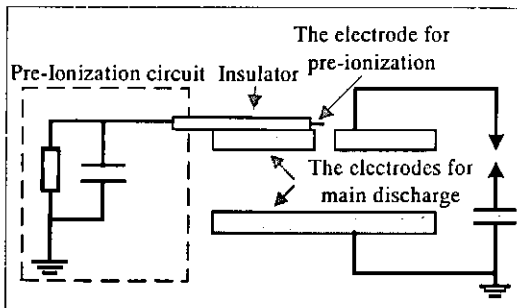 The electrode for
pre-ionization
Pre-Ionization circuit
Insulator
The electrodes for
main discharge